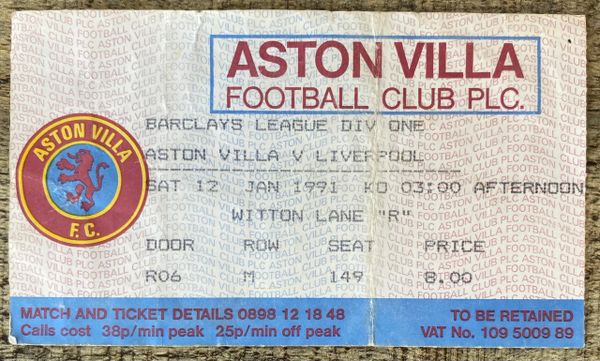 ASTON VILLA
FOOTBALL CLUB PLC.
ASTON VILLA
F.C.
BARCLAYS LEAGUE DIV ONE
ASTON VILLA V LIVERPOOL
SAT 12 JAN 1991 KO 03:00 AFTERNOON
WITTON LANE "R"
DOOR ROW SEAT PRICE
R06 M 149 8.00
MATCH AND TICKET DETAILS 0898 12 18 48
Calls cost 38p/min peak 25p/min off peak
TO BE RETAINED
VAT No. 109 5009 89